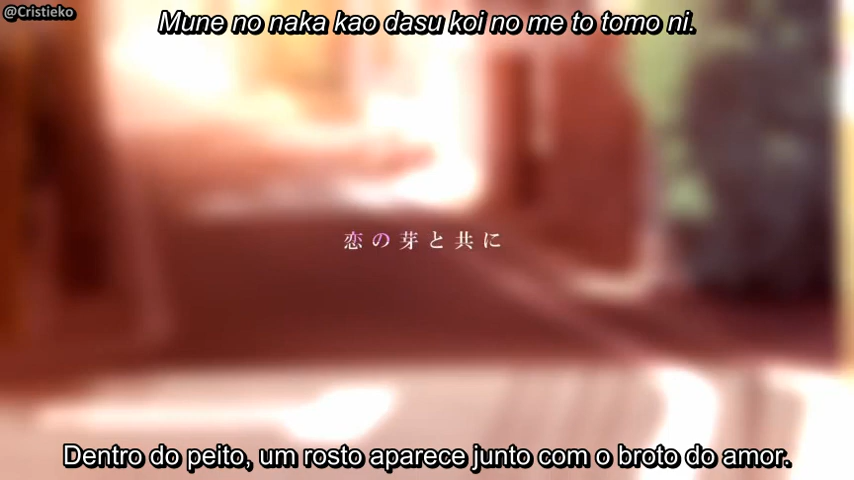 @Cristieko
Mune no naka kao dasu koi no me to tomo ni.
恋の芽と共に
Dentro do peito, um rosto aparece junto com o broto do amor.